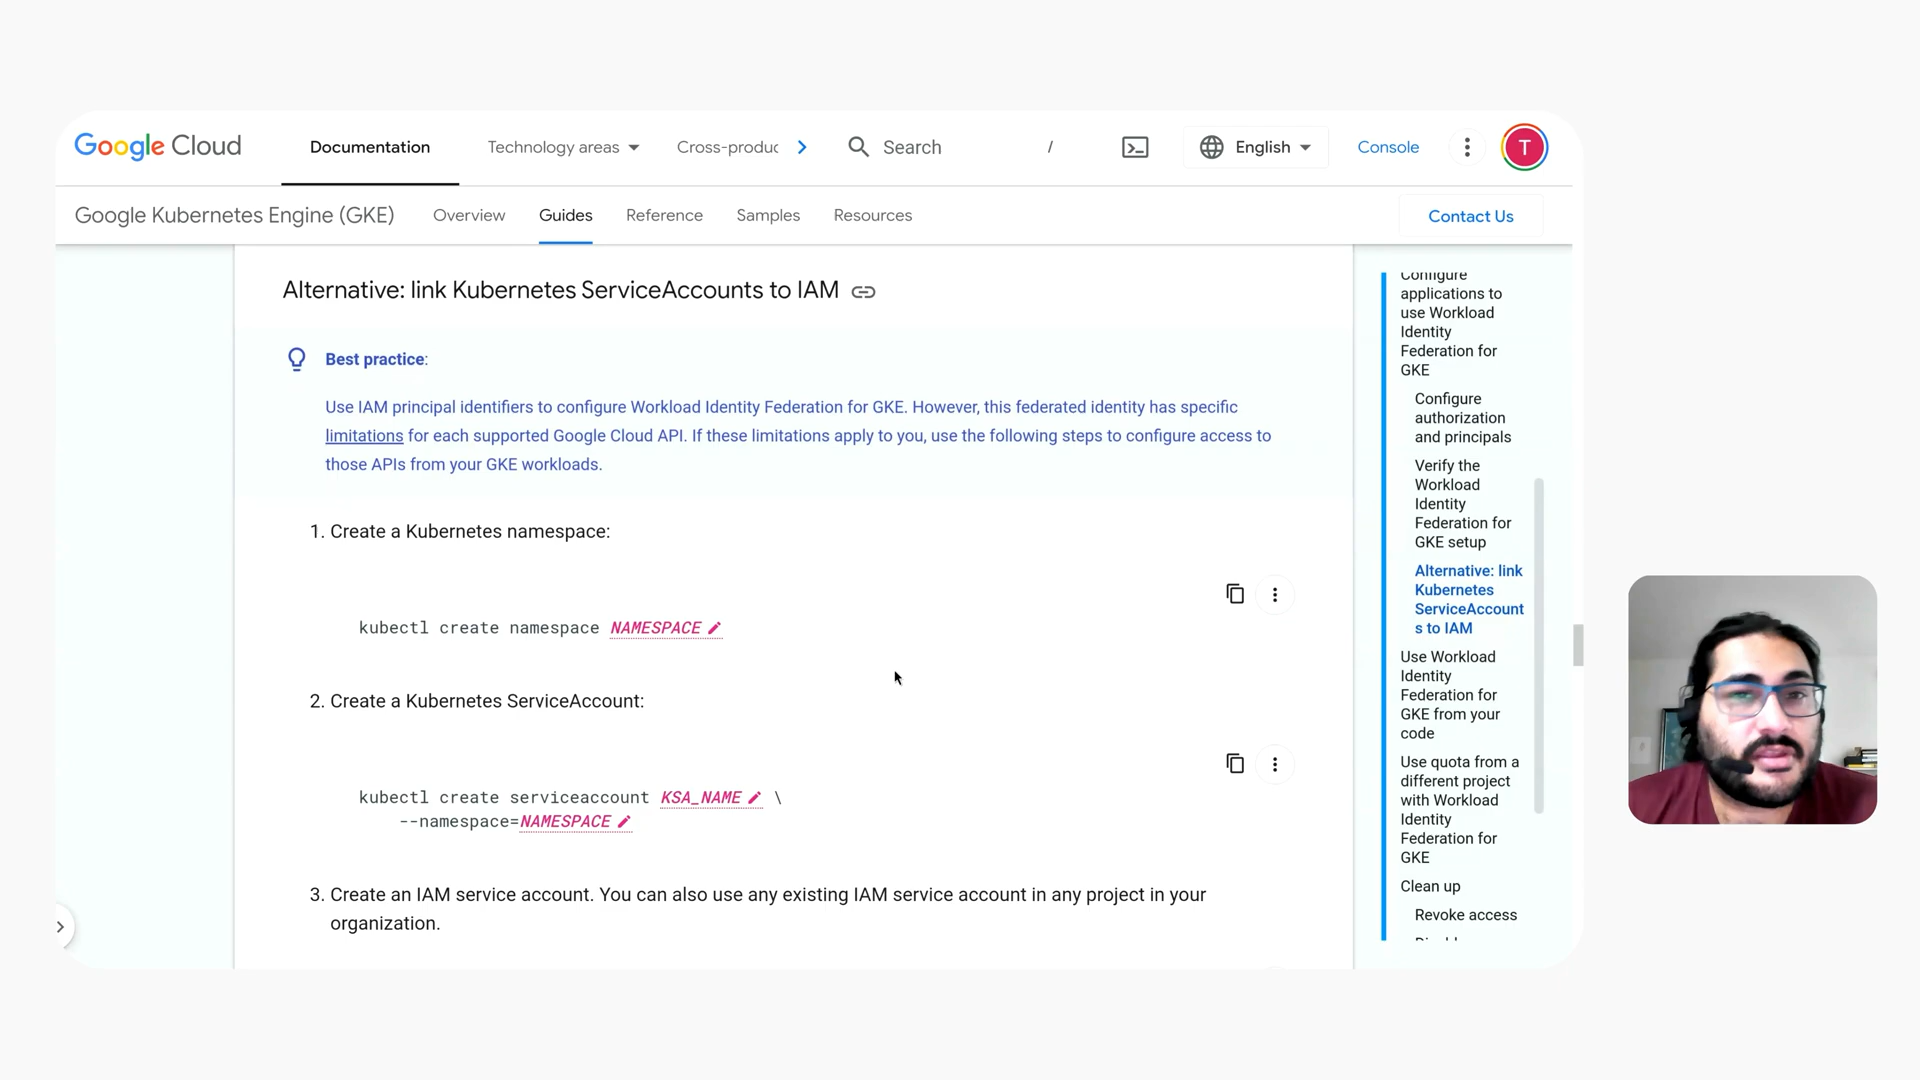 Google Cloud
Documentation
Technology areas
Cross-produc
Search
/
English
Console
T
Google Kubernetes Engine (GKE)
Overview
Guides
Reference
Samples
Resources
Contact Us
Alternative: link Kubernetes ServiceAccounts to IAM
Best practice:
Use IAM principal identifiers to configure Workload Identity Federation for GKE. However, this federated identity has specific
limitations for each supported Google Cloud API. If these limitations apply to you, use the following steps to configure access to
those APIs from your GKE workloads.
1. Create a Kubernetes namespace:
kubectl create namespace NAMESPACE
2. Create a Kubernetes ServiceAccount:
kubectl create serviceaccount KSA_NAME \
--namespace=NAMESPACE
3. Create an IAM service account. You can also use any existing IAM service account in any project in your
organization.
Configure
applications to
use Workload
Identity
Federation for
GKE
Configure
authorization
and principals
Verify the
Workload
Identity
Federation for
GKE setup
Alternative: link
Kubernetes
ServiceAccount
s to IAM
Use Workload
Identity
Federation for
GKE from your
code
Use quota from a
different project
with Workload
Identity
Federation for
GKE
Clean up
Revoke access